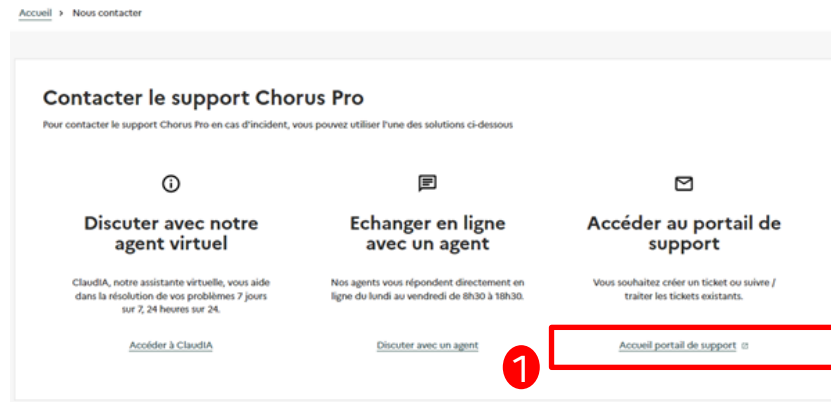 Accueil > Nous contacter
Contacter le support Chorus Pro
Pour contacter le support Chorus Pro en cas d'incident, vous pouvez utiliser l'une des solutions ci-dessous
Discuter avec notre
agent virtuel
ClaudIA, notre assistante virtuelle, vous aide
dans la résolution de vos problèmes 7 jours
sur 7, 24 heures sur 24.
Accéder à ClaudIA
Echanger en ligne
avec un agent
Nos agents vous répondent directement en
ligne du lundi au vendredi de 8h30 à 18h30.
Discuter avec un agent
Accéder au portail de
support
Vous souhaitez créer un ticket ou suivre /
traiter les tickets existants.
Accueil portail de support
1